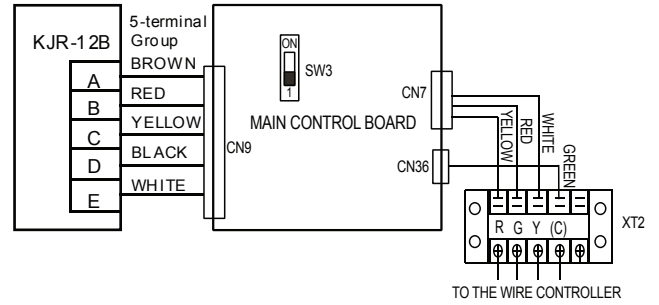 KJR-12B
5-terminal
Group
A BROWN
B RED
C YELLOW
D BLACK
E WHITE
CN9
ON
1
SW3
MAIN CONTROL BOARD
CN7
CN36
YELLOW
RED
WHITE
GREEN
R G Y (C)
XT2
TO THE WIRE CONTROLLER